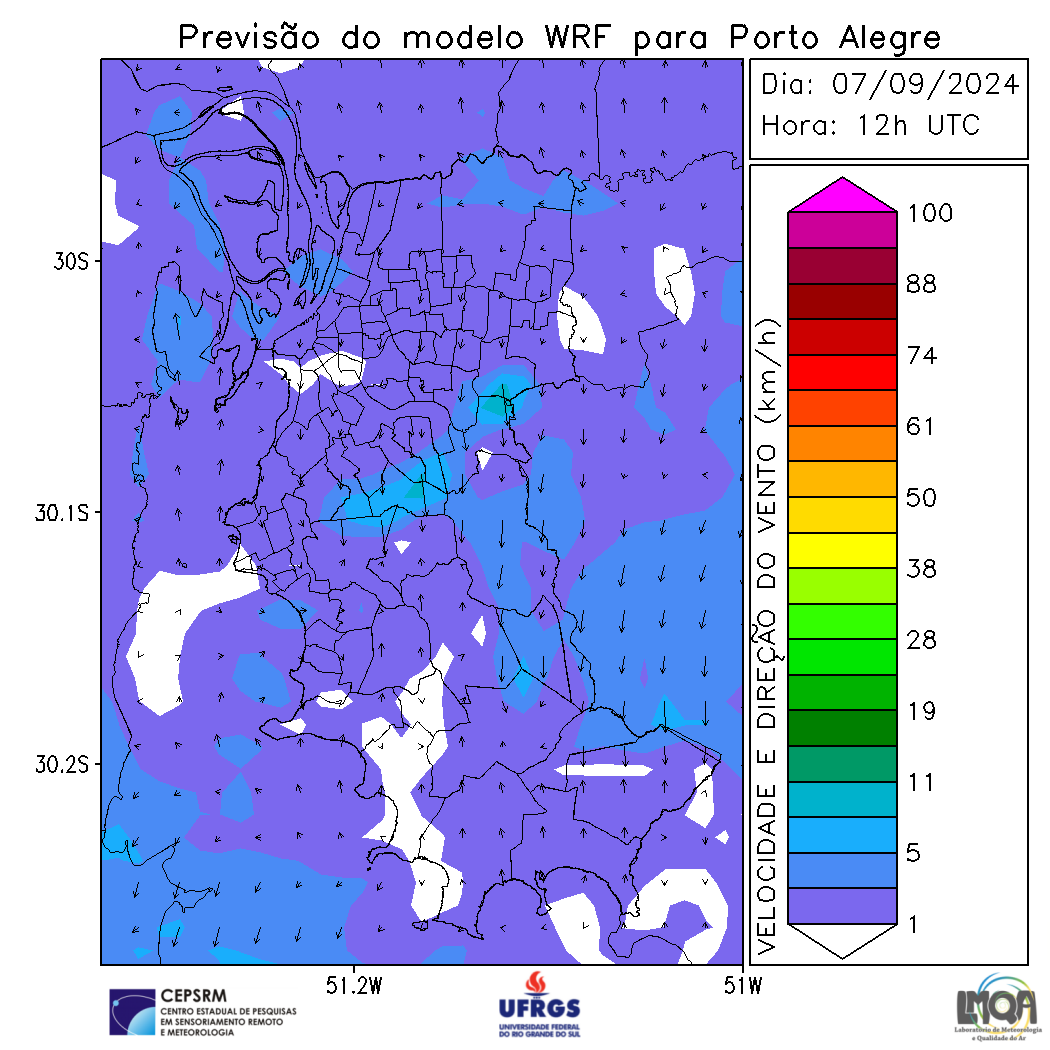 Previsão do modelo WRF para Porto Alegre
Dia: 07/09/2024
Hora: 12h UTC
30S
30.1S
30.2S
51.2W
51W
VELOCIDADE E DIREÇÃO DO VENTO (km/h)
100
88
74
61
50
38
28
19
11
5
1
CEPSRM
CENTRO ESTADUAL DE PESQUISAS
EM SENSORIAMENTO REMOTO
E METEOROLOGIA
UFRGS
UNIVERSIDADE FEDERAL
DO RIO GRANDE DO SUL
LMQA
Laboratório de Meteorologia
e Qualidade do Ar